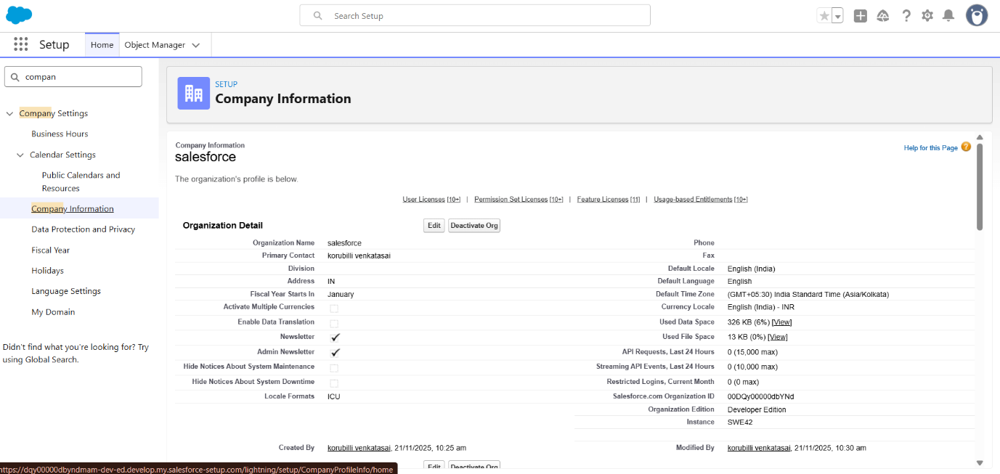 Search Setup
Setup
Home
Object Manager
compan
Company Settings
Business Hours
Calendar Settings
Public Calendars and
Resources
Company Information
Data Protection and Privacy
Fiscal Year
Holidays
Language Settings
My Domain
Didn't find what you're looking for? Try
using Global Search.
SETUP
Company Information
Company Information
salesforce
Help for this Page ?
The organization's profile is below.
User Licenses [10+] | Permission Set Licenses [10+] | Feature Licenses [11] | Usage-based Entitlements [10+]
Organization Detail Edit Deactivate Org
Organization Name salesforce Phone
Primary Contact korubilli venkatasai Fax
Division Default Locale English (India)
Address IN Default Language English
Fiscal Year Starts In January Default Time Zone (GMT+05:30) India Standard Time (Asia/Kolkata)
Activate Multiple Currencies Currency Locale English (India) - INR
Enable Data Translation Used Data Space 326 KB (6%) [View]
Newsletter Used File Space 13 KB (0%) [View]
Admin Newsletter API Requests, Last 24 Hours 0 (15,000 max)
Hide Notices About System Maintenance Streaming API Events, Last 24 Hours 0 (10,000 max)
Hide Notices About System Downtime Restricted Logins, Current Month 0 (0 max)
Locale Formats ICU Salesforce.com Organization ID 00DQy00000dbYNd
Organization Edition Developer Edition
Instance SWE42
Created By korubilli venkatasai, 21/11/2025, 10:25 am Modified By korubilli venkatasai, 21/11/2025, 10:30 am
Edit Deactivate Org
https://dqy00000dbyndmam-dev-ed.develop.my.salesforce-setup.com/lightning/setup/CompanyProfileInfo/home